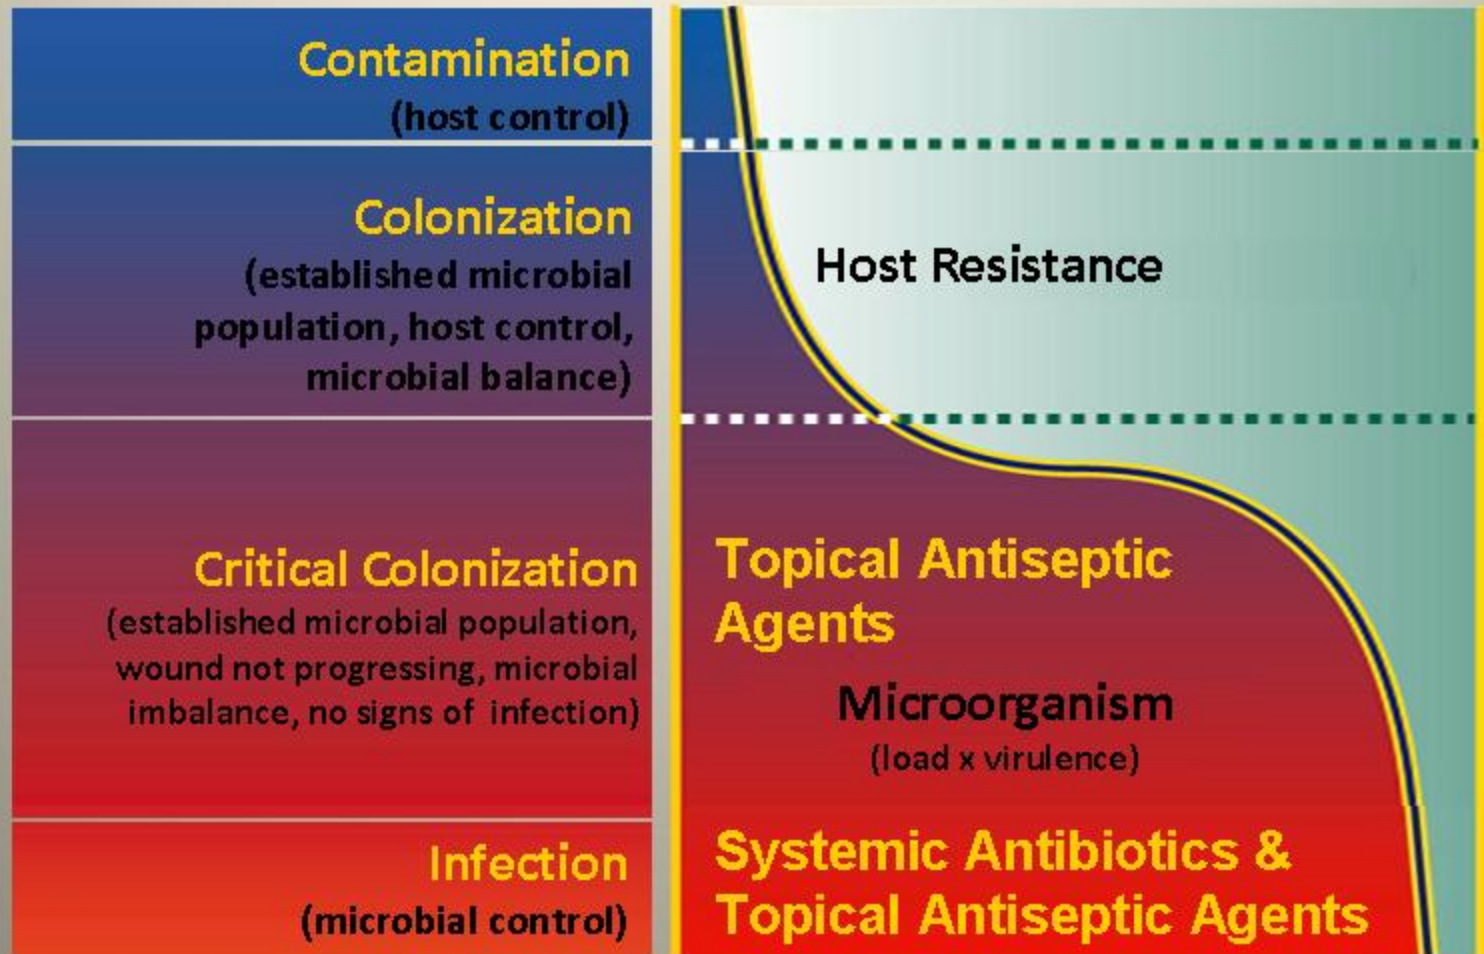 Contamination
(host control)
Colonization
(established microbial
population, host control,
microbial balance)
Critical Colonization
(established microbial population,
wound not progressing, microbial
imbalance, no signs of infection)
Infection
(microbial control)
Host Resistance
Topical Antiseptic
Agents
Microorganism
(load x virulence)
Systemic Antibiotics &
Topical Antiseptic Agents